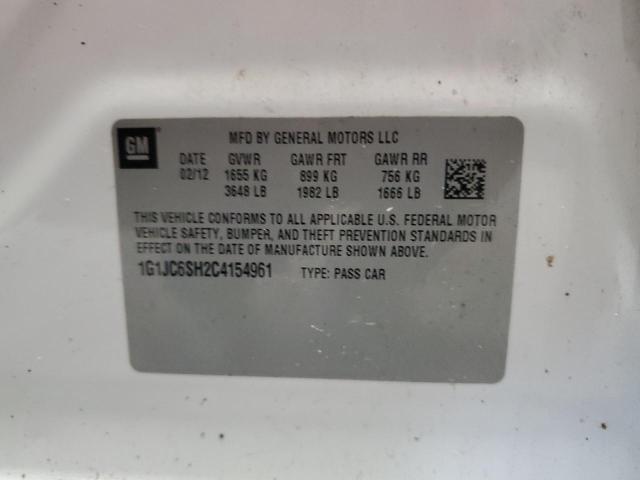 GM
MFD BY GENERAL MOTORS LLC
DATE GVWR GAWR FRT GAWR RR
02/12 1655 KG 899 KG 756 KG
3648 LB 1982 LB 1666 LB
THIS VEHICLE CONFORMS TO ALL APPLICABLE U.S. FEDERAL MOTOR
VEHICLE SAFETY, BUMPER, AND THEFT PREVENTION STANDARDS IN
EFFECT ON THE DATE OF MANUFACTURE SHOWN ABOVE.
1G1JC6SH2C4154961 TYPE: PASS CAR